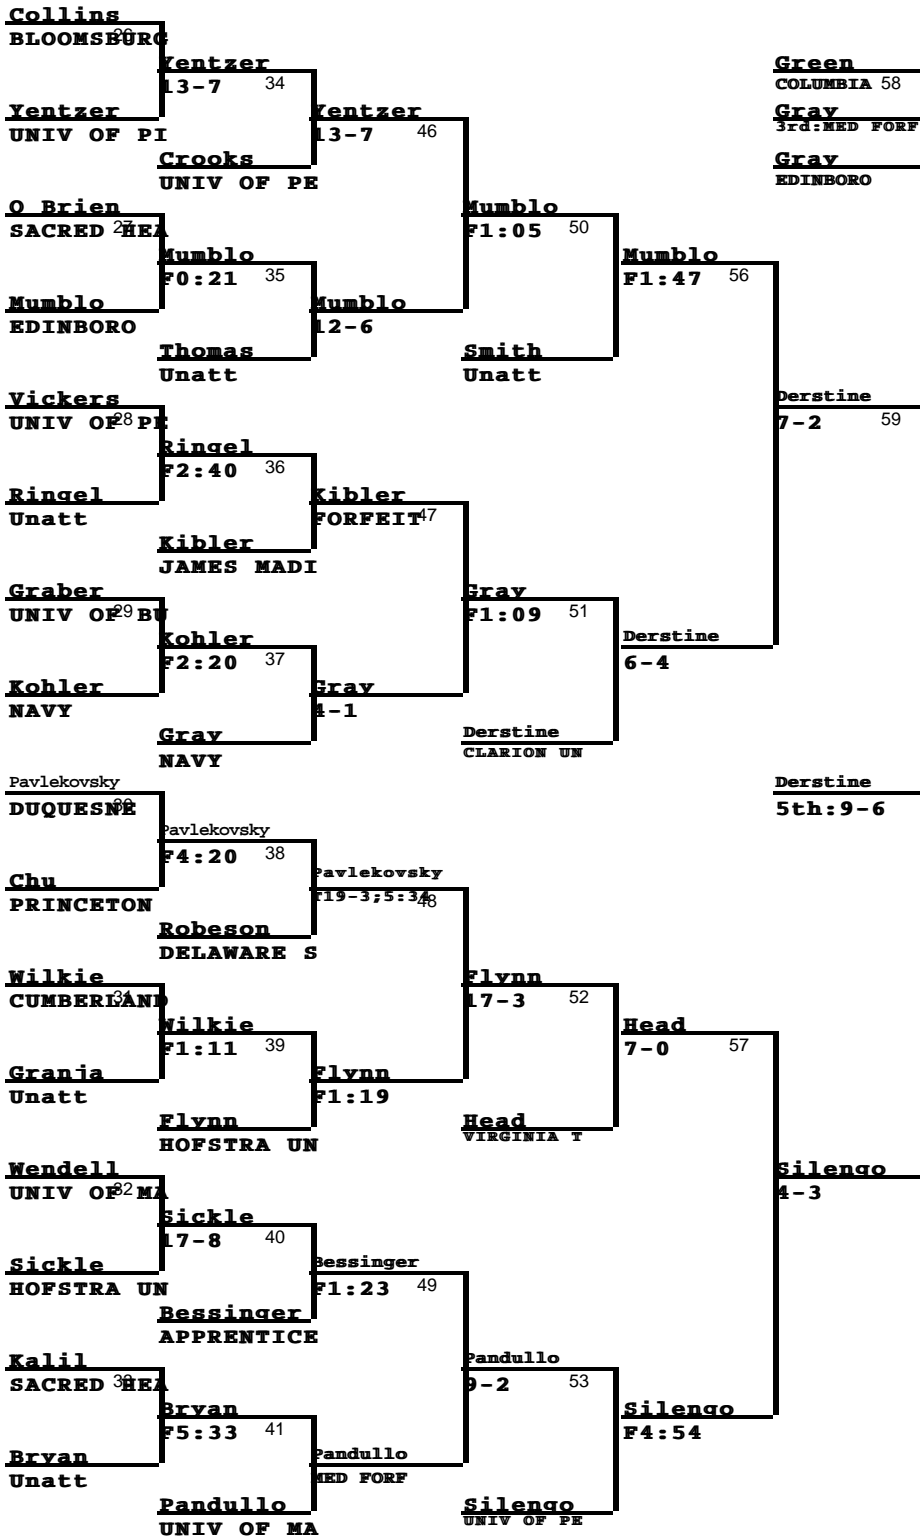 Collins
BLOOMSBURG 26
Yentzer
13-7 34
Yentzer
UNIV OF PI
Yentzer
13-7 46
Crooks
UNIV OF PE
O Brien
SACRED HEA 27
Mumblo
F0:21 35
Mumblo
EDINBORO
Mumblo
12-6
Thomas
Unatt
Mumblo
F1:05 50
Smith
Unatt
Mumblo
F1:47 56
Vickers
UNIV OF PE 28
Ringel
F2:40 36
Ringel
Unatt
Kibler
FORFEIT 47
Kibler
JAMES MADI
Graber
UNIV OF BU 29
Kohler
F2:20 37
Kohler
NAVY
Gray
4-1
Gray
NAVY
Gray
F1:09 51
Derstine
CLARION UN
Derstine
6-4
Derstine
7-2 59
Green
COLUMBIA 58
Gray
3rd:MED FORF
Gray
EDINBORO
Pavlekovsky
DUQUESNE 30
Pavlekovsky
F4:20 38
Chu
PRINCETON
Pavlekovsky
T19-3;5:34 48
Robeson
DELAWARE S
Wilkie
CUMBERLAND 31
Wilkie
F1:11 39
Granja
Unatt
Flynn
F1:19
Flynn
HOFSTRA UN
Flynn
17-3 52
Head
VIRGINIA T
Head
7-0 57
Wendell
UNIV OF MA 32
Sickle
17-8 40
Sickle
HOFSTRA UN
Bessinger
F1:23 49
Bessinger
APPRENTICE
Kalil
SACRED HEA 33
Bryan
F5:33 41
Bryan
Unatt
Pandullo
MED FORF
Pandullo
UNIV OF MA
Pandullo
9-2 53
Silengo
UNIV OF PE
Silengo
F4:54
Silengo
4-3
Derstine
5th:9-6